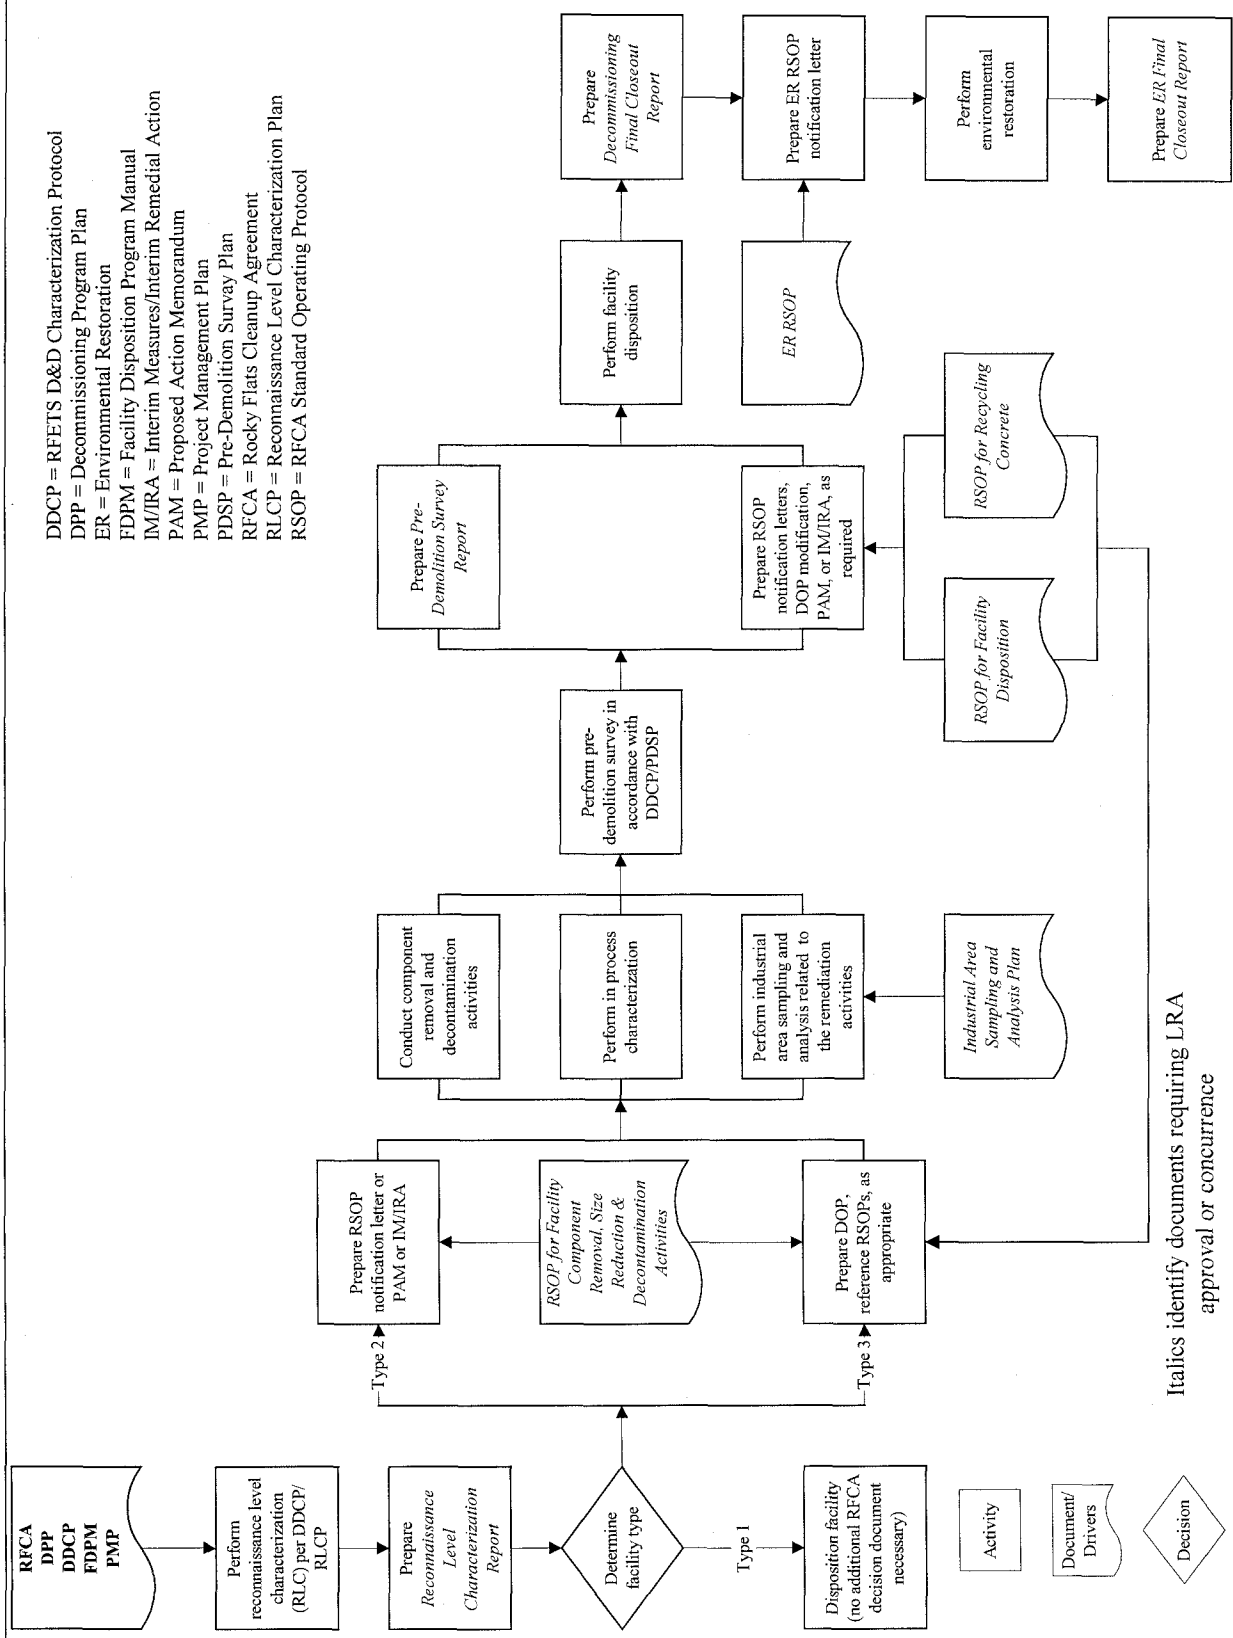 RFCA
DPP
DDCP
FDPM
PMP
Perform
reconnaissance level
characterization
(RLC) per DDCP/
RLCP
Prepare
Reconnaissance
Level
Characterization
Report
Determine
facility type
Type 1
Disposition facility
(no additional RFCA
decision document
necessary)
Type 2
Type 3
Prepare RSOP
notification letter or
PAM or IM/IRA
RSOP for Facility
Component
Removal, Size
Reduction &
Decontamination
Activities
Prepare DOP,
reference RSOPs, as
appropriate
Conduct component
removal and
decontamination
activities
Perform in process
characterization
Perform industrial
area sampling and
analysis related to
the remediation
activities
Industrial Area
Sampling and
Analysis Plan
Perform pre-
demolition survey in
accordance with
DDCP/PDSP
Prepare Pre-
Demolition Survey
Report
Prepare RSOP
notification letters,
DOP modification,
PAM, or IM/IRA, as
required
RSOP for Facility
Disposition
RSOP for Recycling
Concrete
Perform facility
disposition
ER RSOP
Prepare
Decommissioning
Final Closeout
Report
Prepare ER RSOP
notification letter
Perform
environmental
restoration
Prepare ER Final
Closeout Report
DDCP = RFETS D&D Characterization Protocol
DPP = Decommissioning Program Plan
ER = Environmental Restoration
FDPM = Facility Disposition Program Manual
IM/IRA = Interim Measures/Interim Remedial Action
PAM = Proposed Action Memorandum
PMP = Project Management Plan
PDSP = Pre-Demolition Survay Plan
RFCA = Rocky Flats Cleanup Agreement
RLCP = Reconnaissance Level Characterization Plan
RSOP = RFCA Standard Operating Protocol
Activity
Document/
Drivers
Decision
Italics identify documents requiring LRA
approval or concurrence